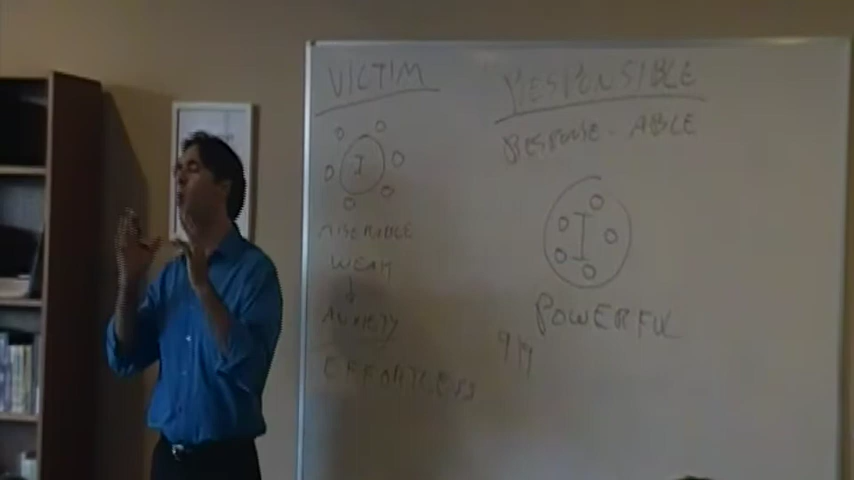 VICTIM
I
MISERABLE
WEAK
ANXIETY
EFFORTLESS
RESPONSIBLE
RESPONSE - ABLE
I
POWERFUL